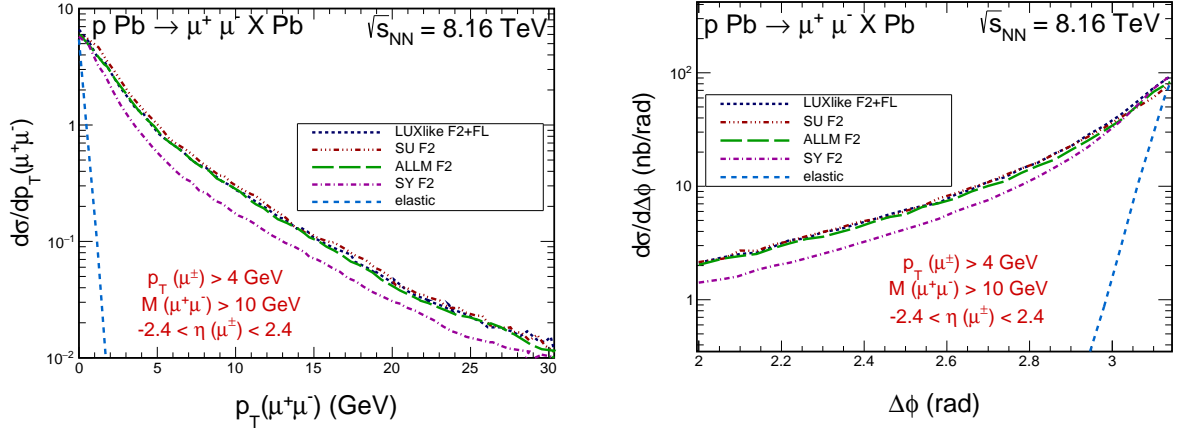 p Pb → μ⁺ μ⁻ X Pb √s_NN = 8.16 TeV
dσ/dp_T(μ⁺μ⁻)
10
1
10⁻¹
10⁻²
LUXlike F2+FL
SU F2
ALLM F2
SY F2
elastic
p_T (μ^±) > 4 GeV
M (μ⁺μ⁻) > 10 GeV
-2.4 < η (μ^±) < 2.4
0 5 10 15 20 25 30
p_T(μ⁺μ⁻) (GeV)
p Pb → μ⁺ μ⁻ X Pb √s_NN = 8.16 TeV
dσ/dΔϕ (nb/rad)
10²
10
1
LUXlike F2+FL
SU F2
ALLM F2
SY F2
elastic
p_T (μ^±) > 4 GeV
M (μ⁺μ⁻) > 10 GeV
-2.4 < η (μ^±) < 2.4
2 2.2 2.4 2.6 2.8 3
Δϕ (rad)